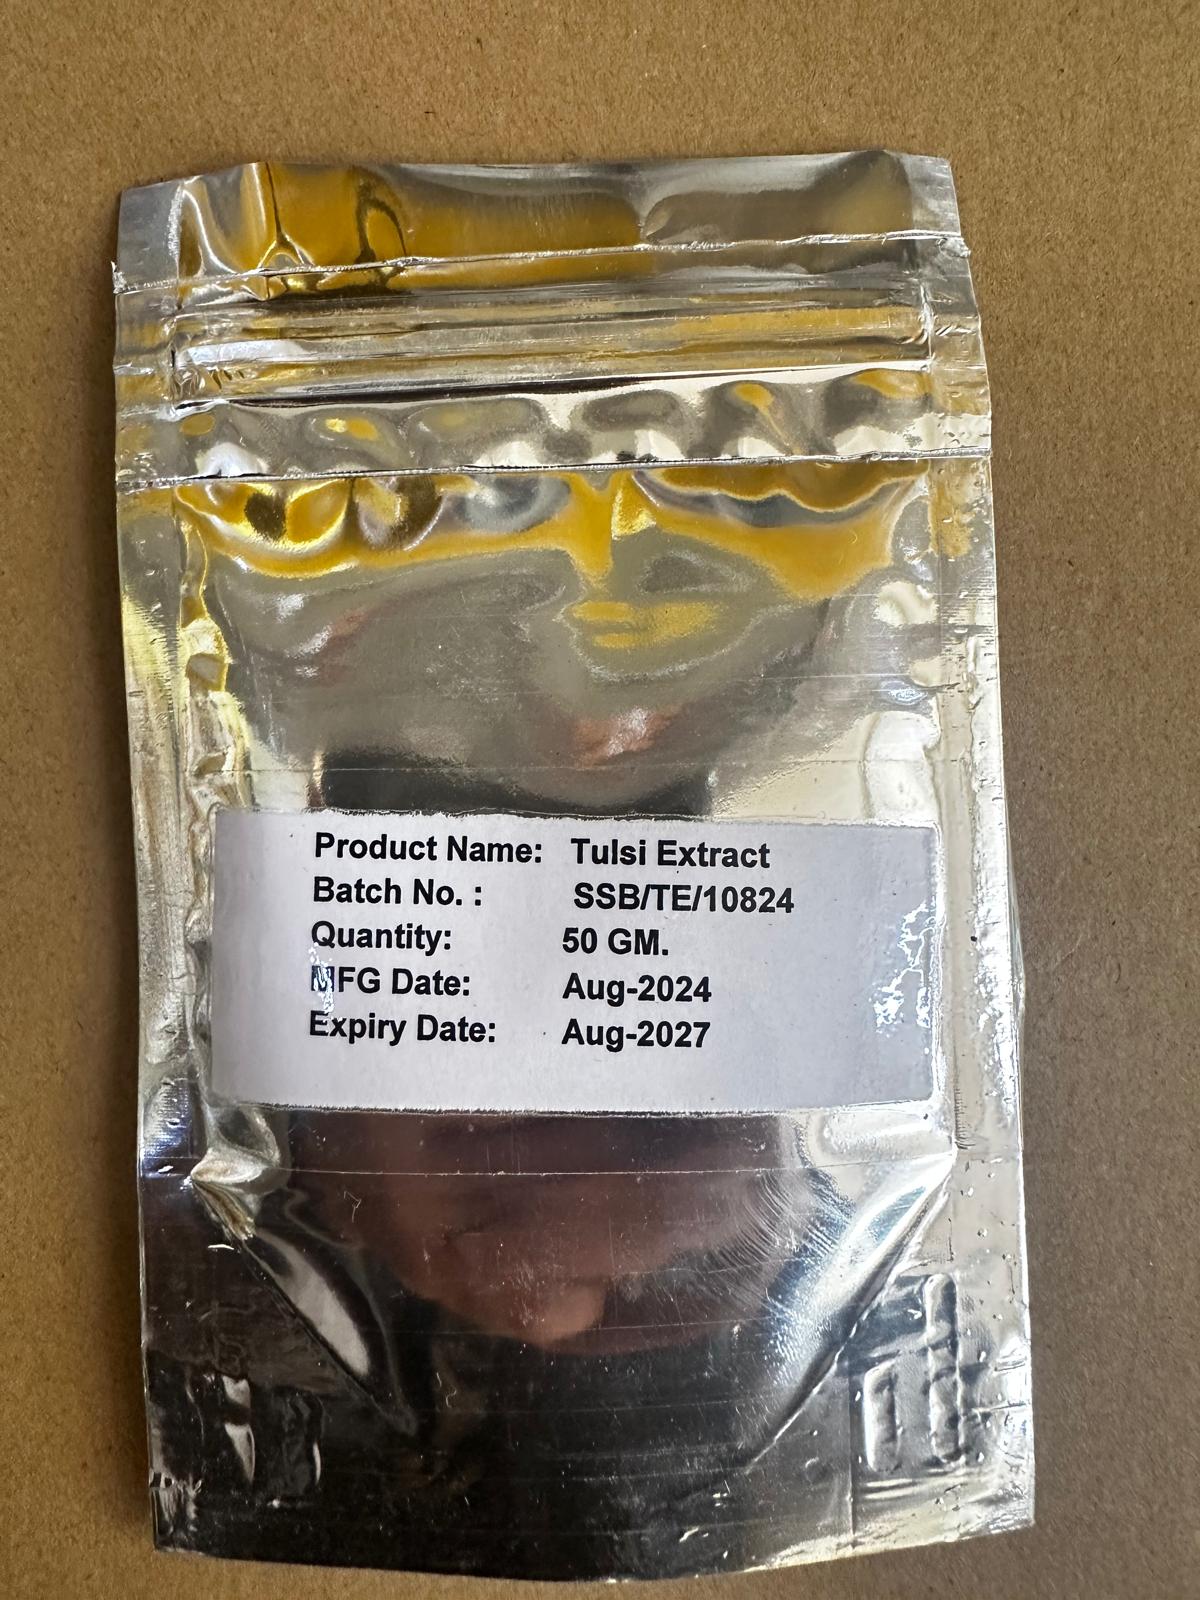 Product Name: Tulsi Extract
Batch No. : SSB/TE/10824
Quantity: 50 GM.
MFG Date: Aug-2024
Expiry Date: Aug-2027